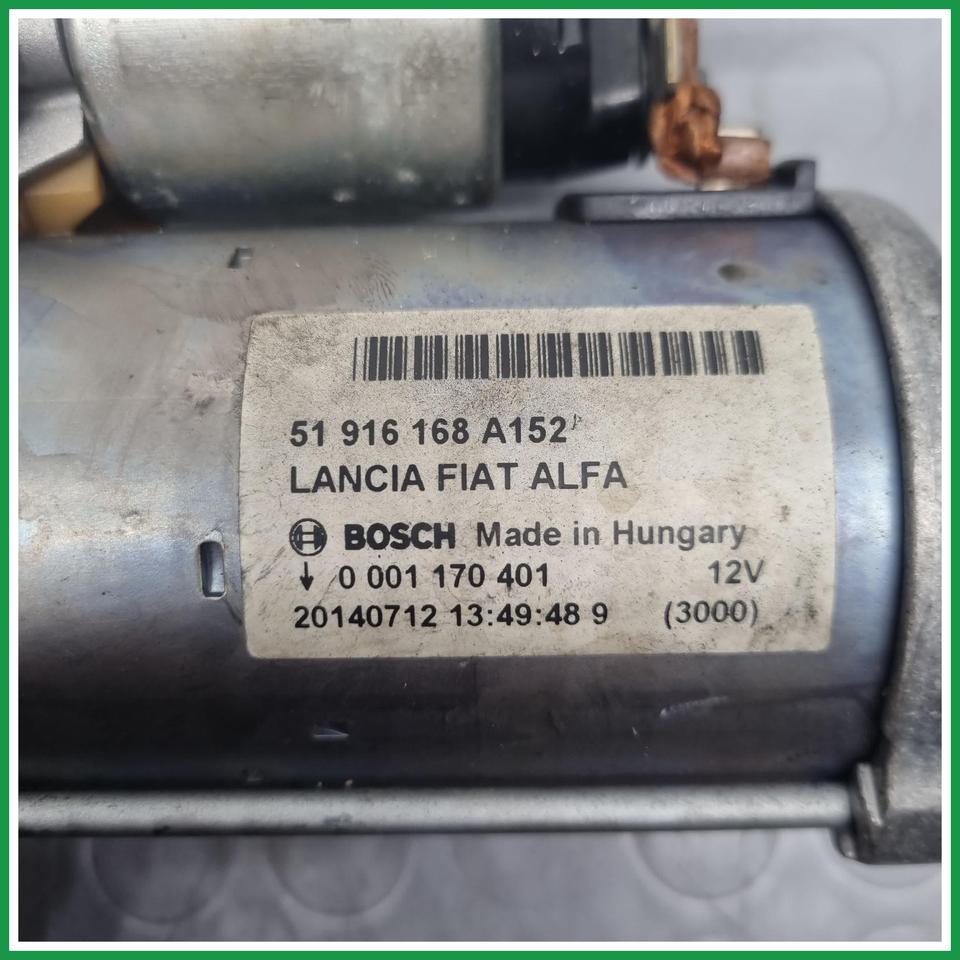 51 916 168 A152
LANCIA FIAT ALFA
BOSCH Made in Hungary
↓ 0 001 170 401 12V
20140712 13:49:48 9 (3000)